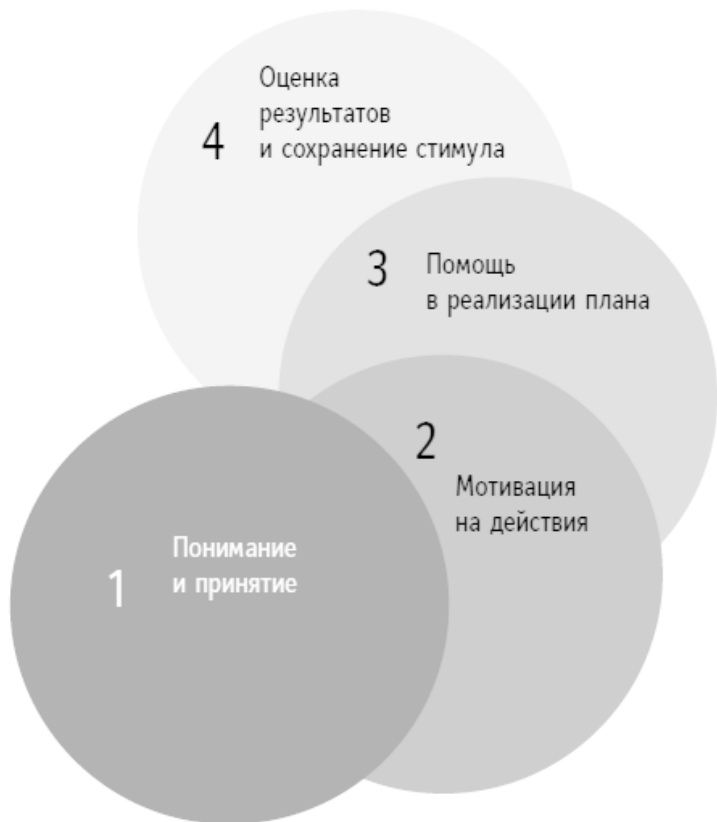 4
Оценка
результатов
и сохранение стимула
3
Помощь
в реализации плана
2
Мотивация
на действия
1
Понимание
и принятие